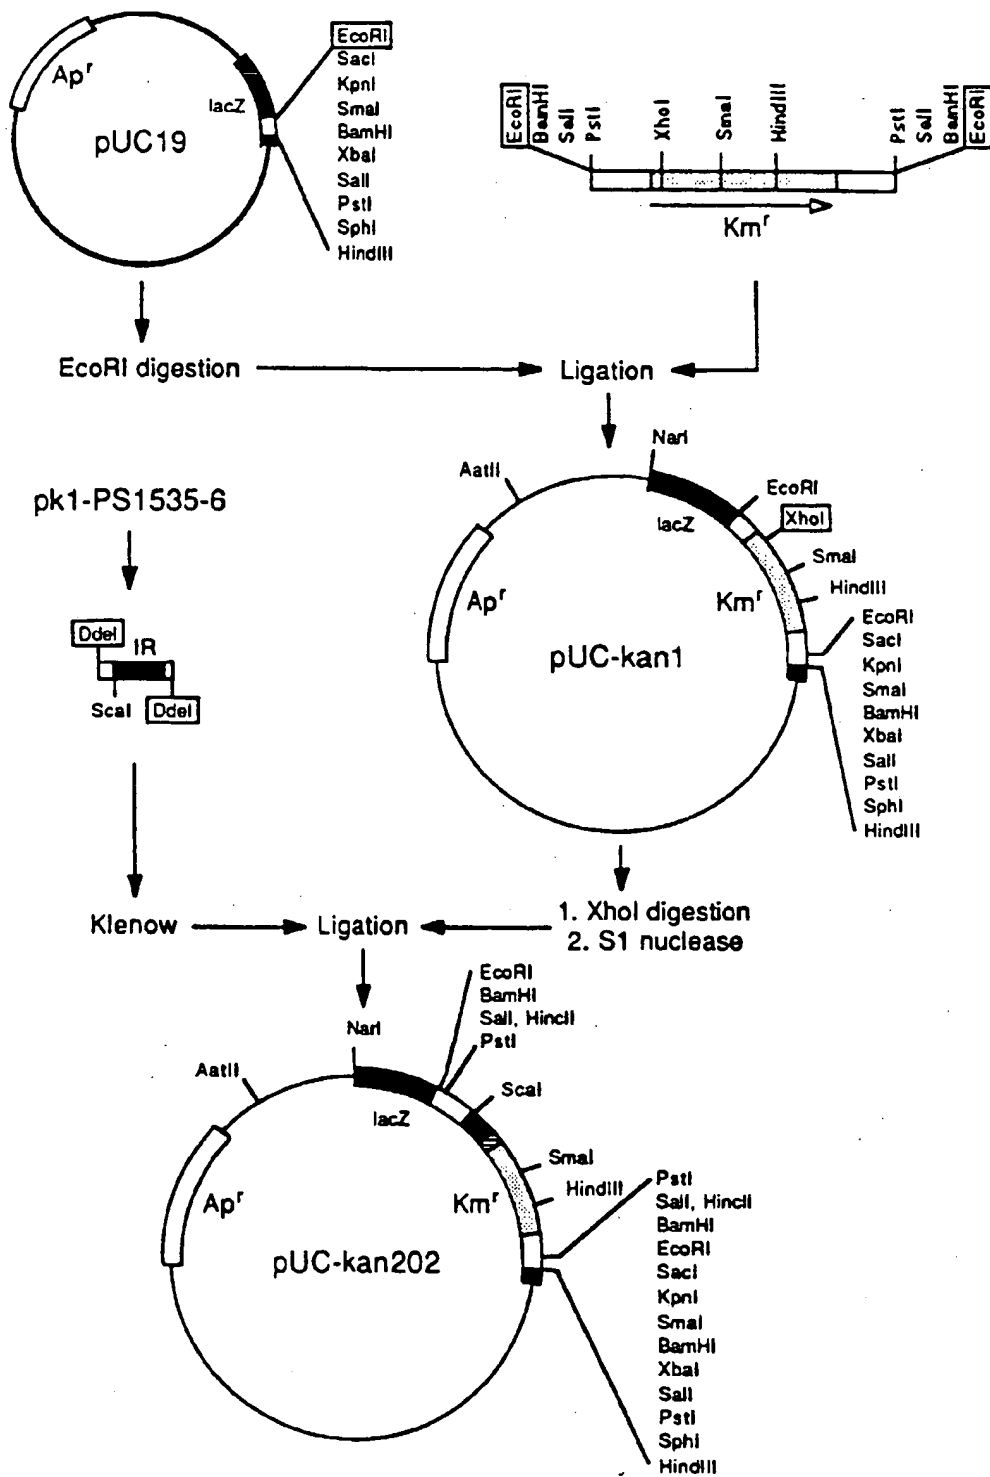 Ap^r
lacZ
pUC19
EcoRI
SacI
KpnI
SmaI
BamHI
XbaI
SalI
PstI
SphI
HindIII
EcoRI
BamHI
SalI
PstI
XhoI
SmaI
HindIII
PstI
SalI
BamHI
EcoRI
Km^r
EcoRI digestion
Ligation
pk1-PS1535-6
DdeI
IR
ScaI
DdeI
NarI
AatII
EcoRI
lacZ
XhoI
SmaI
HindIII
Ap^r
Km^r
pUC-kan1
EcoRI
SacI
KpnI
SmaI
BamHI
XbaI
SalI
PstI
SphI
HindIII
Klenow
Ligation
1. XhoI digestion
2. S1 nuclease
EcoRI
BamHI
SalI, HincII
PstI
NarI
AatII
ScaI
lacZ
SmaI
HindIII
Ap^r
Km^r
pUC-kan202
PstI
SalI, HincII
BamHI
EcoRI
SacI
KpnI
SmaI
BamHI
XbaI
SalI
PstI
SphI
HindIII